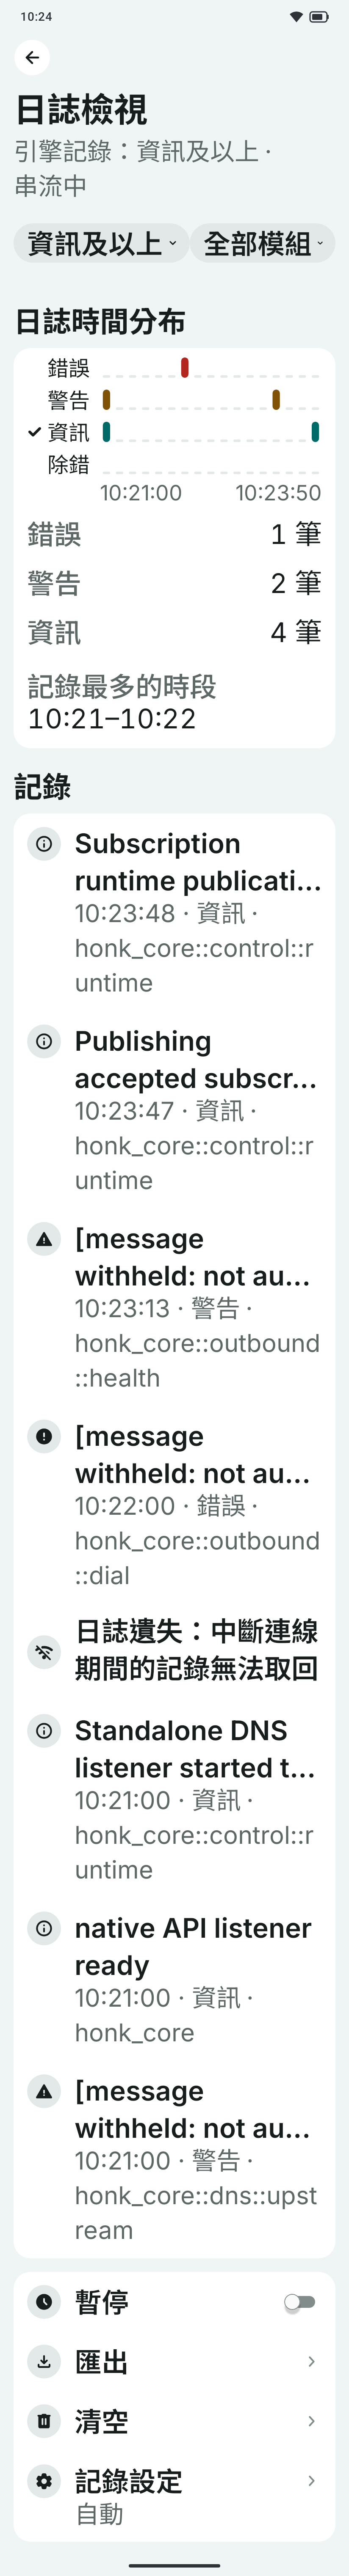 10:24
日誌檢視
引擎記錄：資訊及以上 ·
串流中
資訊及以上
全部模組
日誌時間分布
錯誤
警告
資訊
除錯
10:21:00 10:23:50
錯誤 1 筆
警告 2 筆
資訊 4 筆
記錄最多的時段
10:21–10:22
記錄
Subscription
runtime publicati…
10:23:48 · 資訊 ·
honk_core::control::r
untime
Publishing
accepted subscr…
10:23:47 · 資訊 ·
honk_core::control::r
untime
[message
withheld: not au…
10:23:13 · 警告 ·
honk_core::outbound
::health
[message
withheld: not au…
10:22:00 · 錯誤 ·
honk_core::outbound
::dial
日誌遺失：中斷連線
期間的記錄無法取回
Standalone DNS
listener started t…
10:21:00 · 資訊 ·
honk_core::control::r
untime
native API listener
ready
10:21:00 · 資訊 ·
honk_core
[message
withheld: not au…
10:21:00 · 警告 ·
honk_core::dns::upst
ream
暫停
匯出
清空
記錄設定
自動